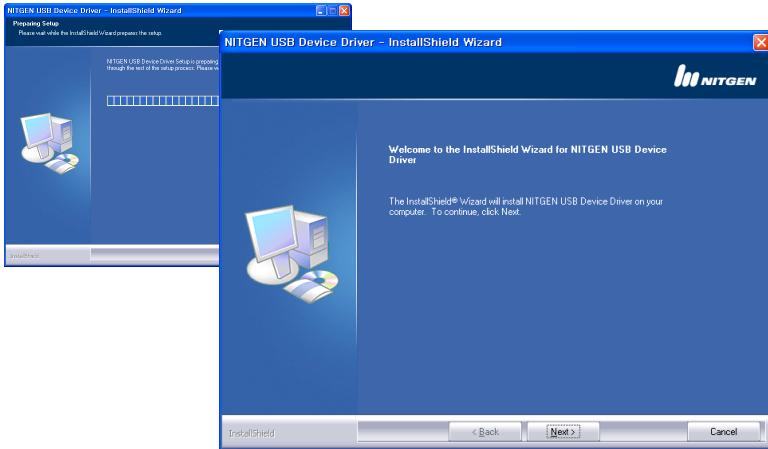 NITGEN USB Device Driver - InstallShield Wizard
Preparing Setup
Please wait while the InstallShield Wizard prepares the setup.
NITGEN USB Device Driver Setup is preparing
through the rest of the setup process. Please w
InstallShield
NITGEN USB Device Driver - InstallShield Wizard
NITGEN
Welcome to the InstallShield Wizard for NITGEN USB Device
Driver
The InstallShield® Wizard will install NITGEN USB Device Driver on your
computer. To continue, click Next.
InstallShield
< Back
Next >
Cancel